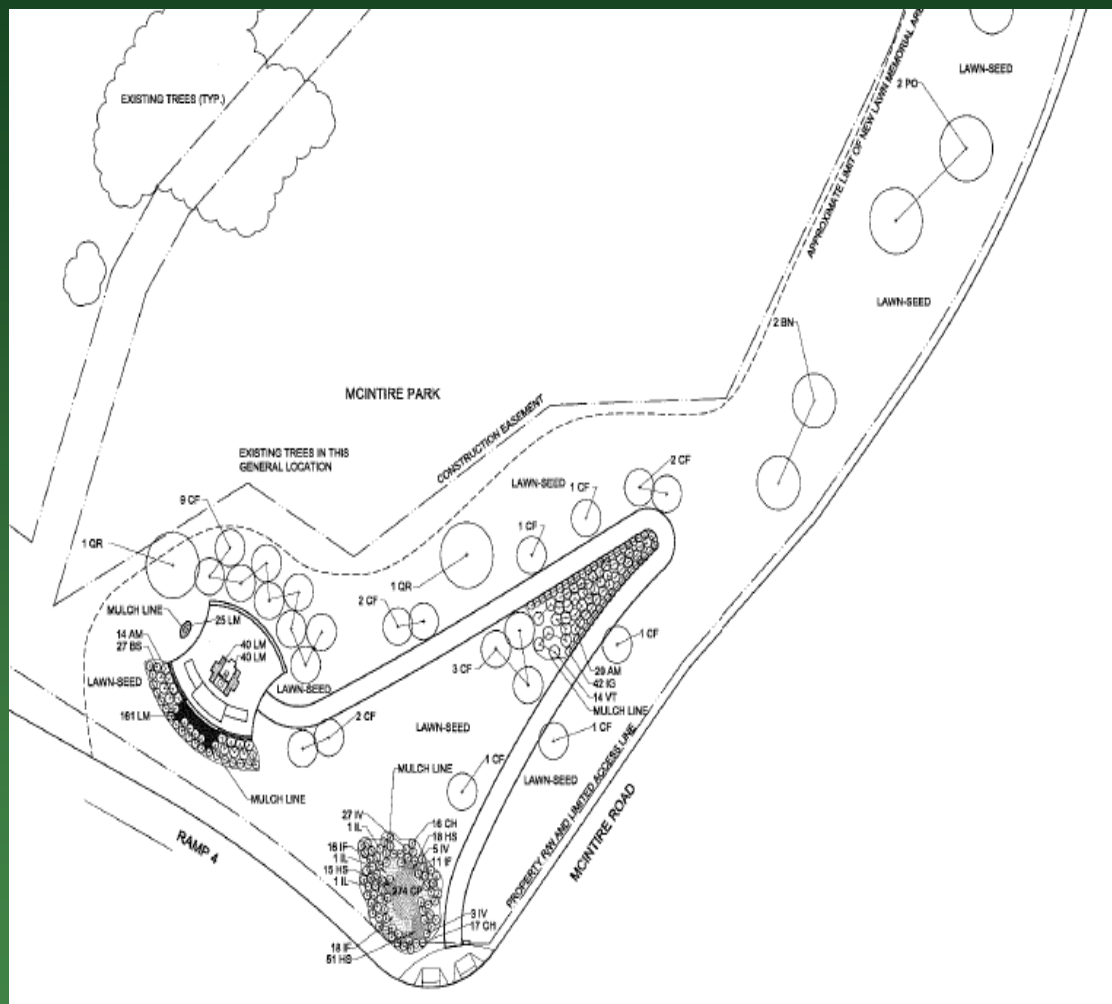 EXISTING TREES (TYP.)
LAWN-SEED
2 PO
APPROXIMATE LIMIT OF NEW LAWN MEMORIAL AREA
LAWN-SEED
2 BN
MCINTIRE PARK
CONSTRUCTION EASEMENT
EXISTING TREES IN THIS
GENERAL LOCATION
LAWN-SEED
2 CF
1 CF
9 CF
1 CF
1 QR
1 QR
2 CF
MULCH LINE
25 LM
14 AM
27 BS
40 LM
40 LM
1 CF
3 CF
29 AM
42 IG
14 VT
MULCH LINE
LAWN-SEED
LAWN-SEED
161 LM
2 CF
LAWN-SEED
1 CF
LAWN-SEED
MULCH LINE
1 CF
MULCH LINE
PROPERTY R/W AND LIMITED ACCESS LINE
MCINTIRE ROAD
RAMP 4
27 IV
1 IL
16 CH
18 HS
5 IV
11 IF
1 IL
15 HS
1 IL
274 CP
3 IV
17 CH
18 IF
51 HS